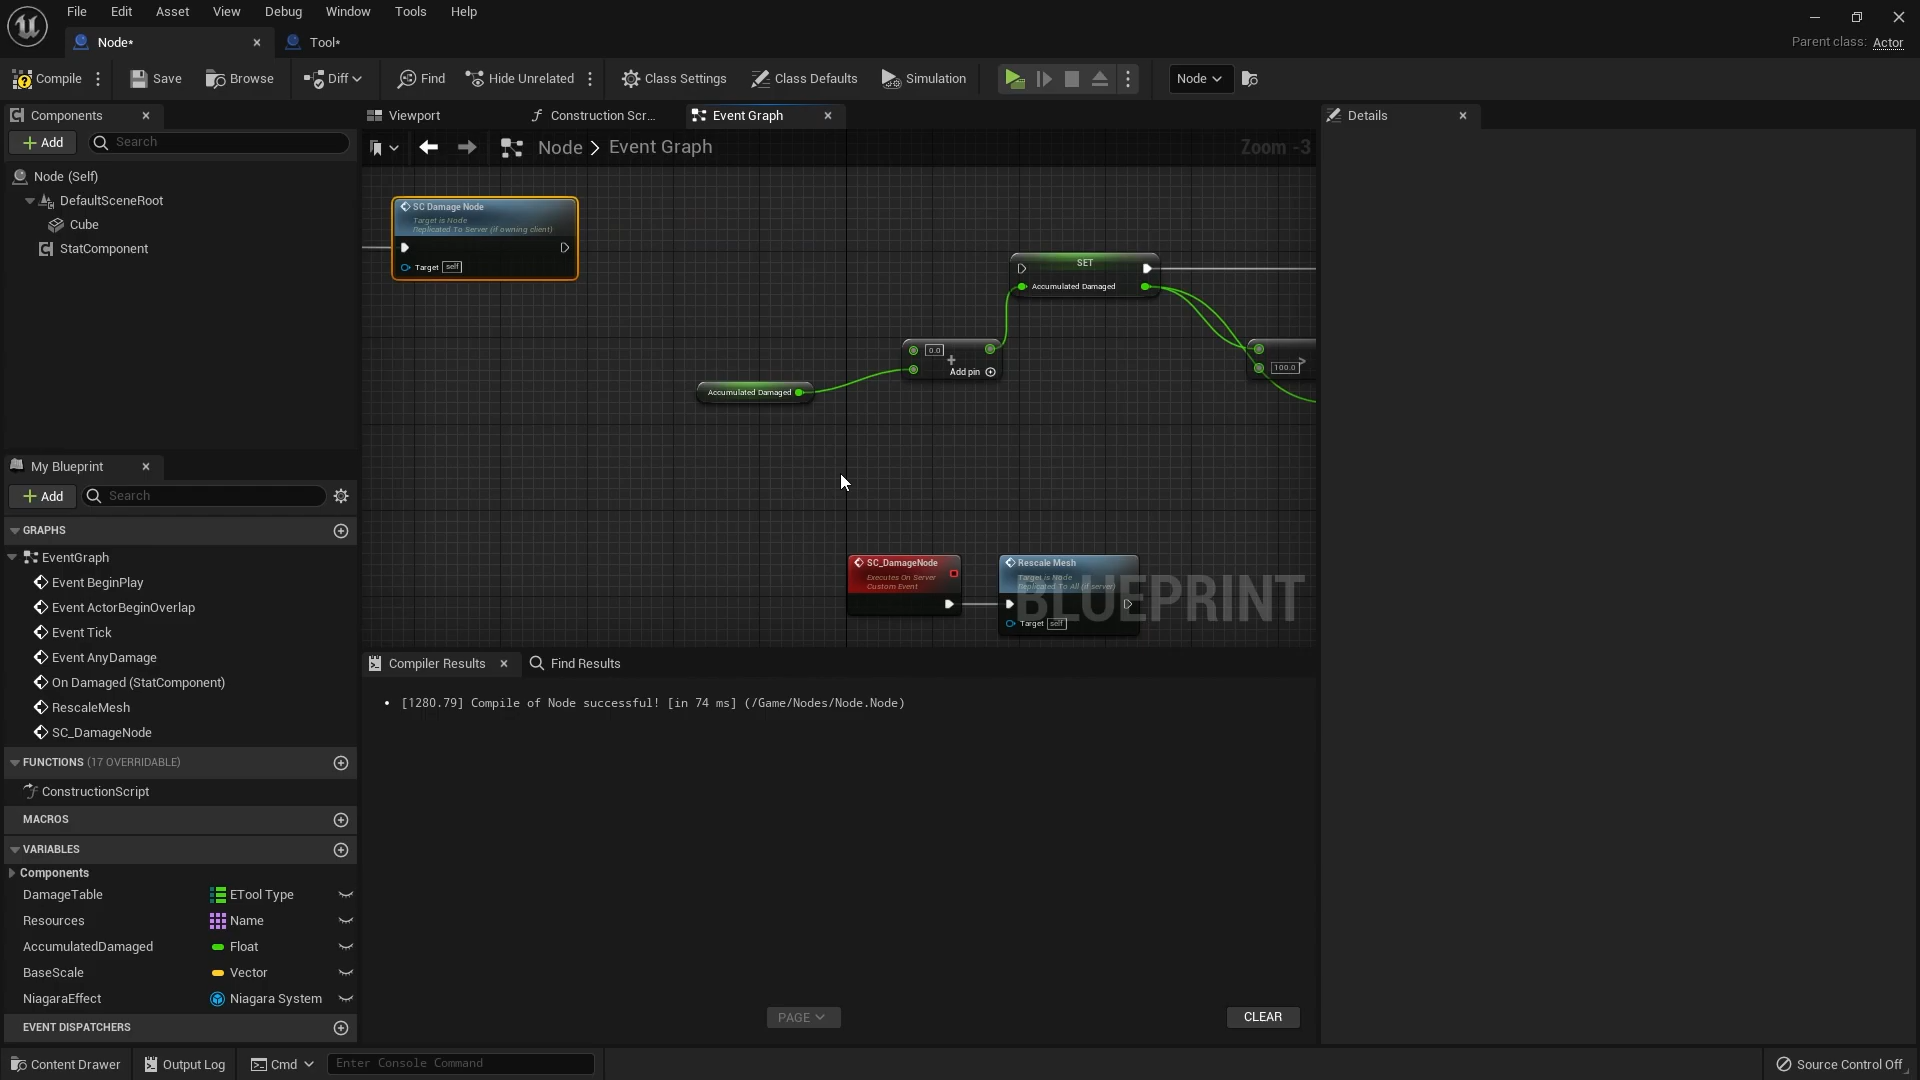 File Edit Asset View Debug Window Tools Help
Node* Tool*
Parent class: Actor
Compile Save Browse Diff Find Hide Unrelated Class Settings Class Defaults Simulation Node
Components
Add Search
Node (Self)
DefaultSceneRoot
Cube
StatComponent
Viewport Construction Scr... Event Graph
Node > Event Graph Zoom -3
SC Damage Node
Target is Node
Replicated To Server (if owning client)
Target self
SET
Accumulated Damaged
0.0
+
Add pin
Accumulated Damaged
>
100.0
SC_DamageNode
Executes On Server
Custom Event
Rescale Mesh
Target is Node
Replicated To All (if server)
Target self
BLUEPRINT
Details
My Blueprint
Add Search
GRAPHS
EventGraph
Event BeginPlay
Event ActorBeginOverlap
Event Tick
Event AnyDamage
On Damaged (StatComponent)
RescaleMesh
SC_DamageNode
FUNCTIONS (17 OVERRIDABLE)
ConstructionScript
MACROS
VARIABLES
Components
DamageTable ETool Type
Resources Name
AccumulatedDamaged Float
BaseScale Vector
NiagaraEffect Niagara System
EVENT DISPATCHERS
Compiler Results Find Results
• [1280.79] Compile of Node successful! [in 74 ms] (/Game/Nodes/Node.Node)
PAGE CLEAR
Content Drawer Output Log Cmd Enter Console Command Source Control Off